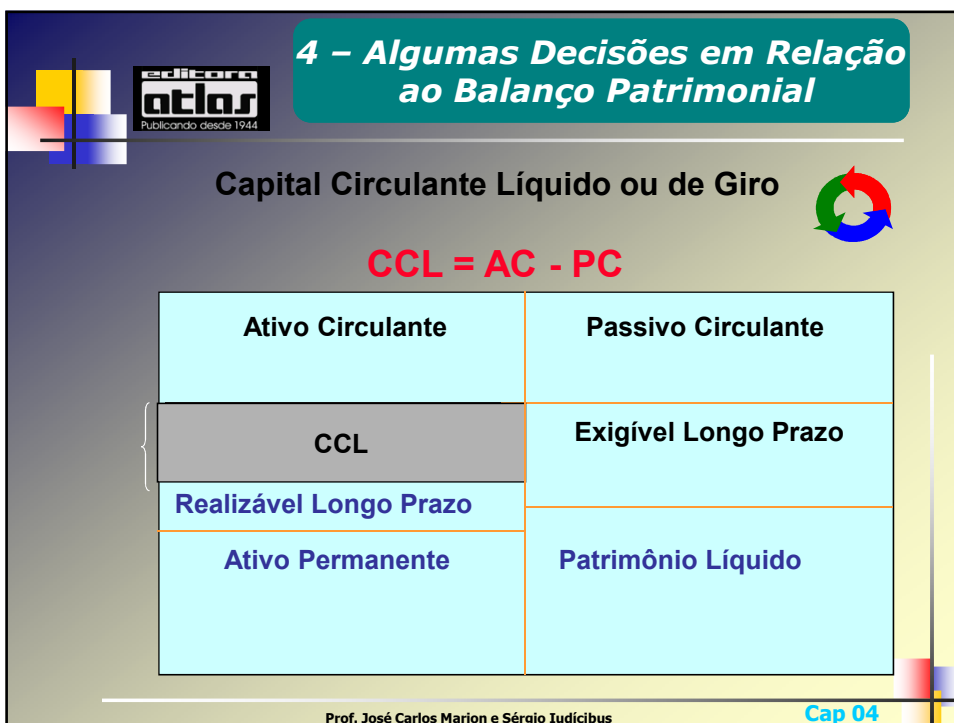 4 – Algumas Decisões em Relação
ao Balanço Patrimonial
editora
atlas
Publicando desde 1944
Capital Circulante Líquido ou de Giro
CCL = AC - PC
Ativo Circulante
Passivo Circulante
CCL
Exigível Longo Prazo
Realizável Longo Prazo
Ativo Permanente
Patrimônio Líquido
Prof. José Carlos Marion e Sérgio Iudícibus
Cap 04